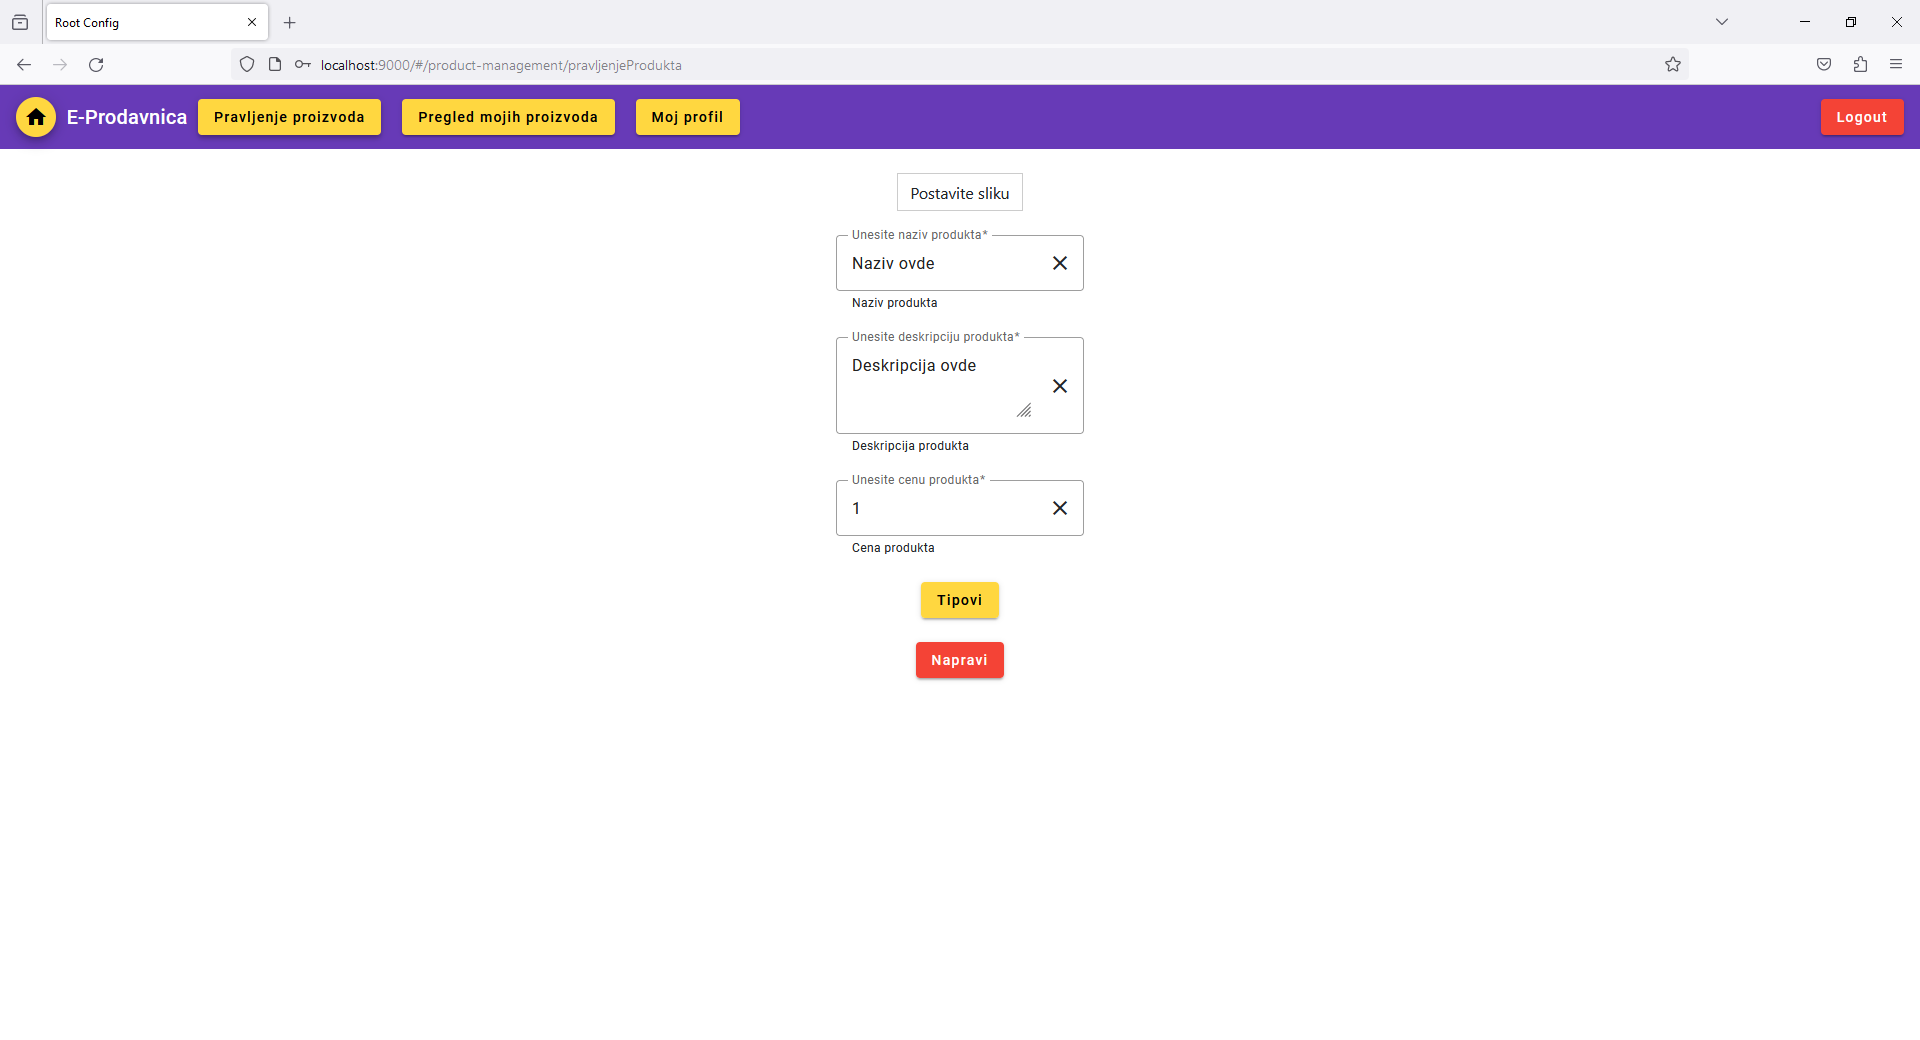 Root Config
localhost:9000/#/product-management/pravljenjeProdukta
E-Prodavnica Pravljenje proizvoda Pregled mojih proizvoda Moj profil Logout
Postavite sliku
Unesite naziv produkta*
Naziv ovde
Naziv produkta
Unesite deskripciju produkta*
Deskripcija ovde
Deskripcija produkta
Unesite cenu produkta*
1
Cena produkta
Tipovi
Napravi